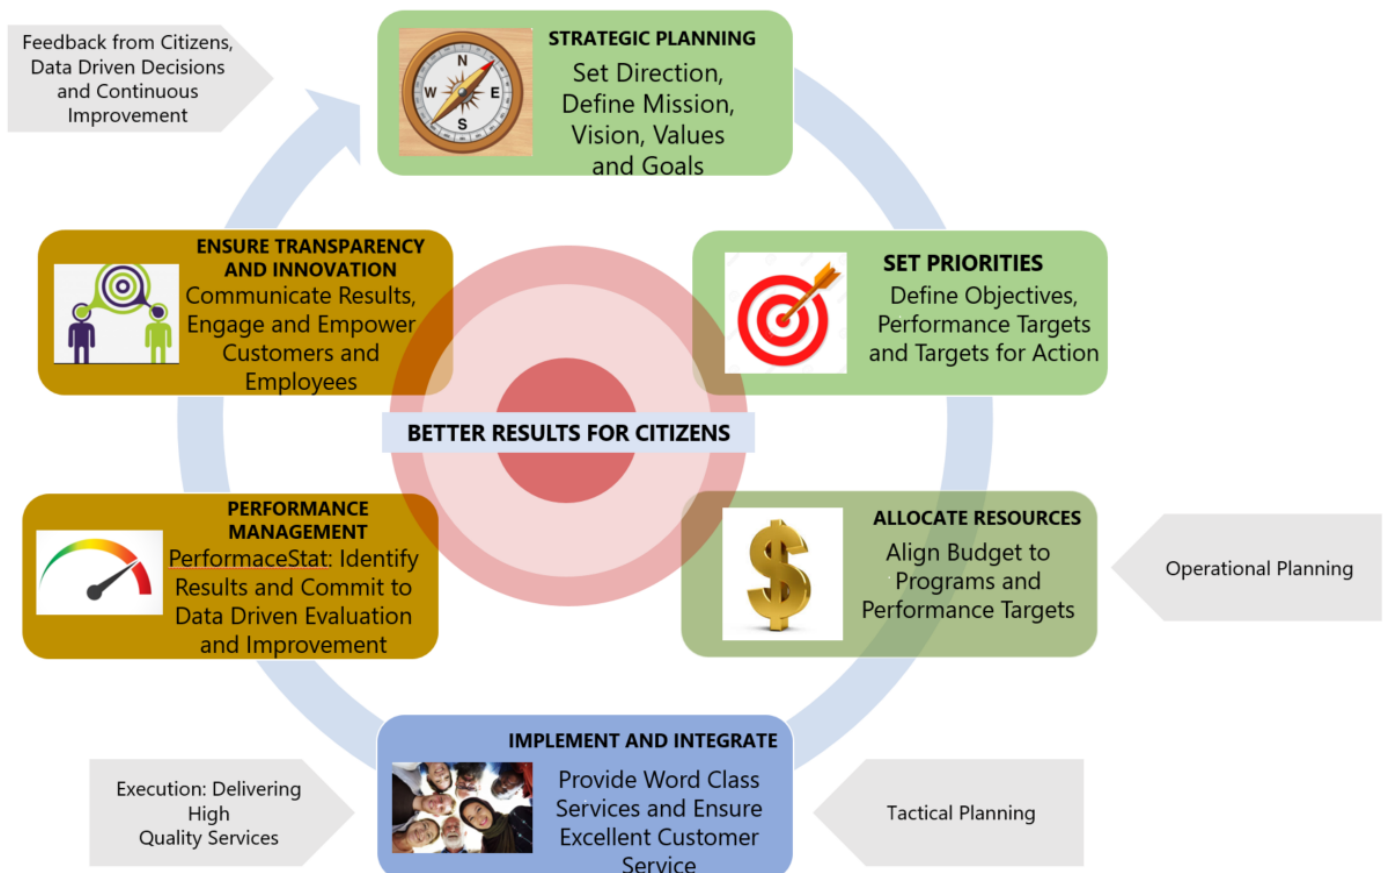 Feedback from Citizens,
Data Driven Decisions
and Continuous
Improvement
N
W
E
S
STRATEGIC PLANNING
Set Direction,
Define Mission,
Vision, Values
and Goals
ENSURE TRANSPARENCY
AND INNOVATION
Communicate Results,
Engage and Empower
Customers and
Employees
SET PRIORITIES
Define Objectives,
Performance Targets
and Targets for Action
BETTER RESULTS FOR CITIZENS
PERFORMANCE
MANAGEMENT
PerformaceStat: Identify
Results and Commit to
Data Driven Evaluation
and Improvement
$
ALLOCATE RESOURCES
Align Budget to
Programs and
Performance Targets
Operational Planning
IMPLEMENT AND INTEGRATE
Provide Word Class
Services and Ensure
Excellent Customer
Service
Execution: Delivering
High
Quality Services
Tactical Planning